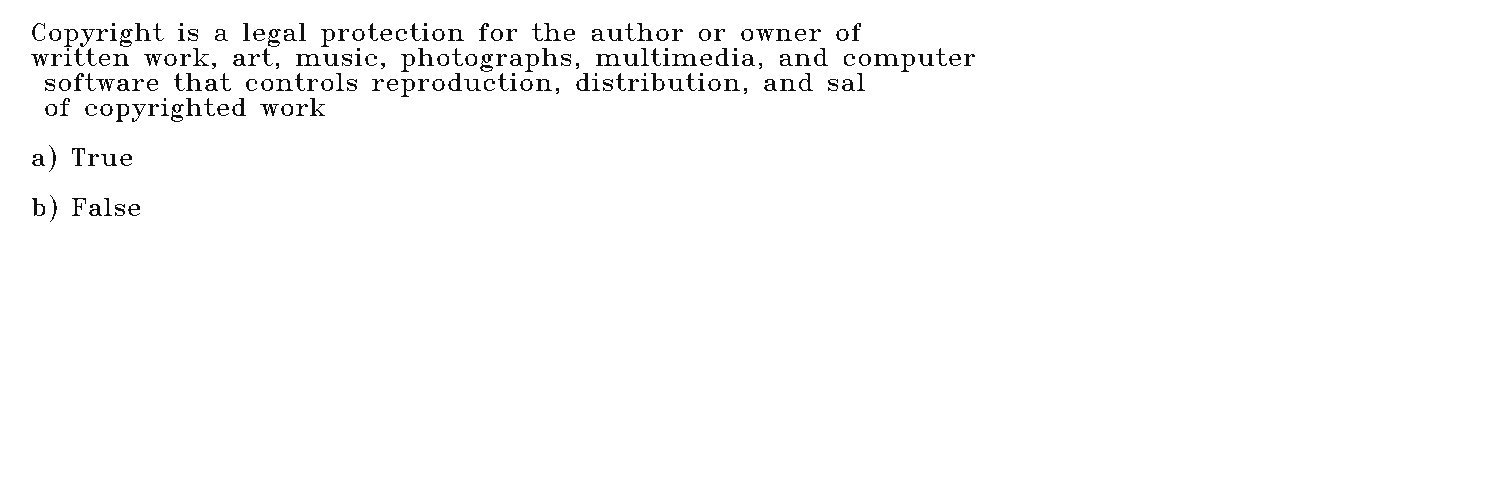 Copyright is a legal protection for the author or owner of
written work, art, music, photographs, multimedia, and computer
software that controls reproduction, distribution, and sal
of copyrighted work
a) True
b) False